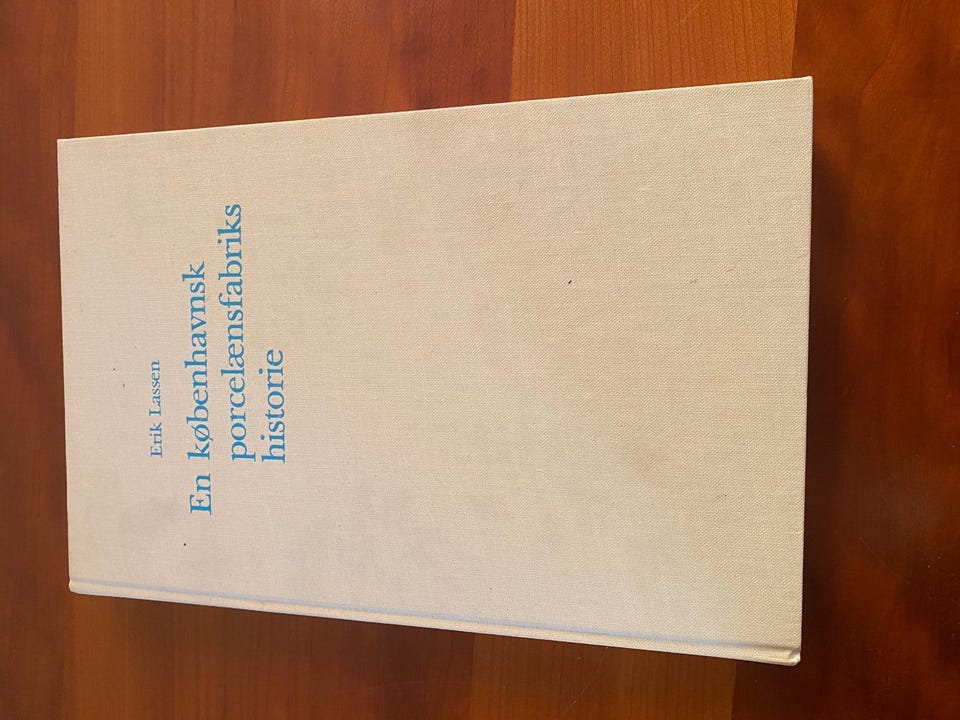 Erik Lassen
En københavnsk
porcelænsfabriks
historie